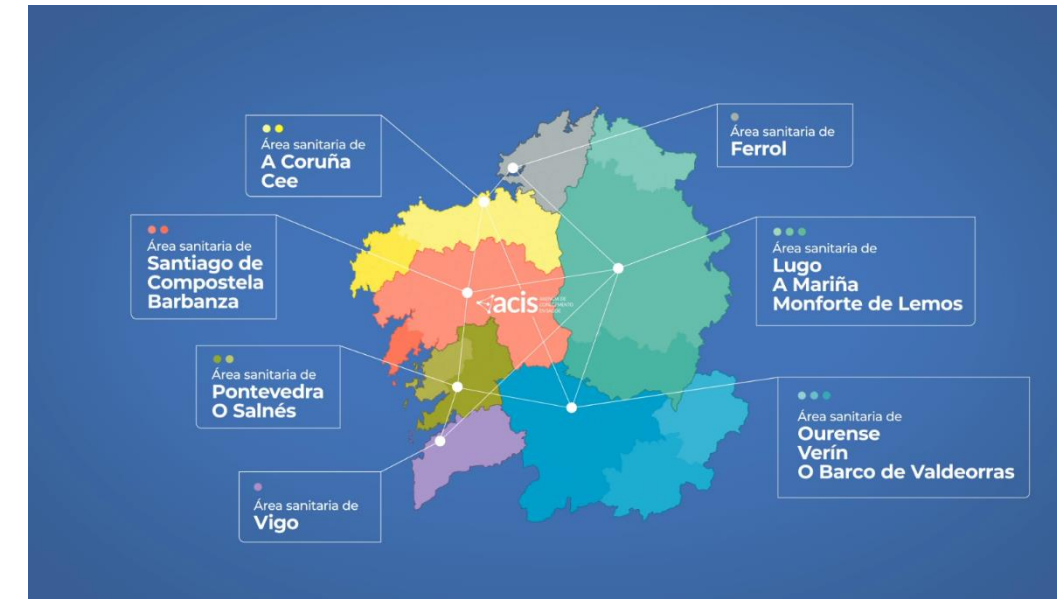 Área sanitaria de
A Coruña
Cee
Área sanitaria de
Ferrol
Área sanitaria de
Santiago de
Compostela
Barbanza
Área sanitaria de
Lugo
A Mariña
Monforte de Lemos
acis
Área sanitaria de
Pontevedra
O Salnés
Área sanitaria de
Ourense
Verín
O Barco de Valdeorras
Área sanitaria de
Vigo